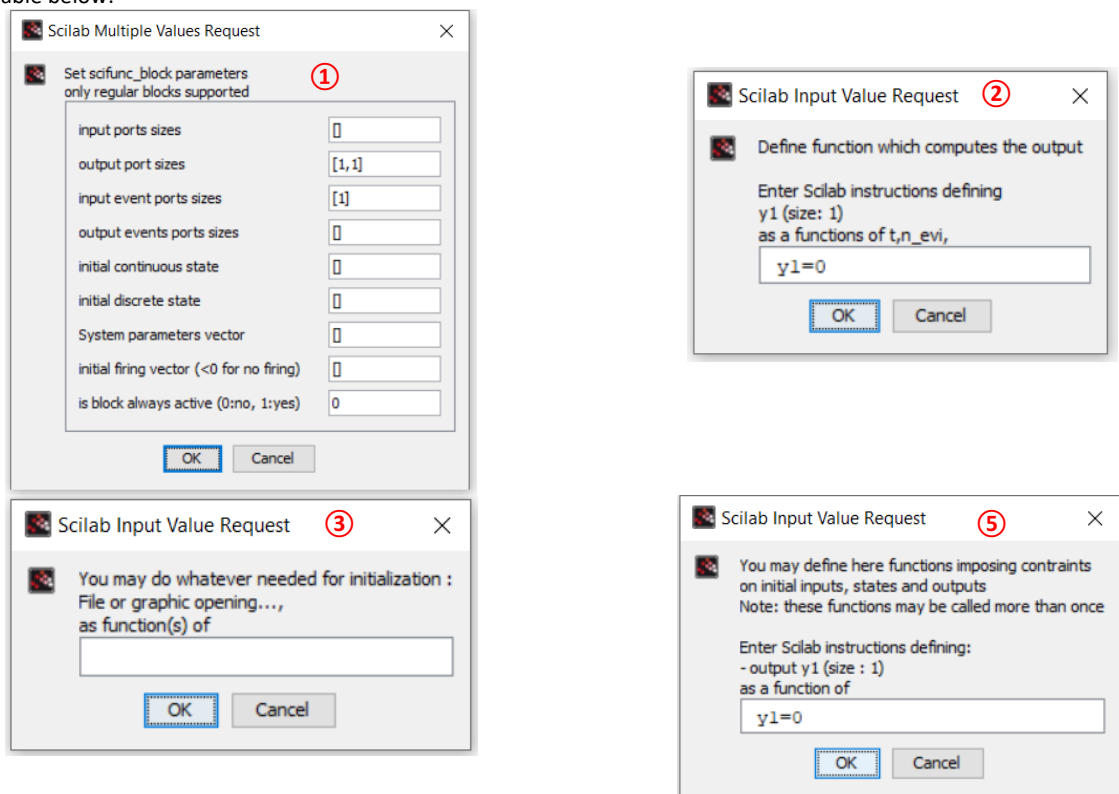 able below:
Scilab Multiple Values Request
Set scifunc_block parameters
①
only regular blocks supported
input ports sizes []
output port sizes [1,1]
input event ports sizes [1]
output events ports sizes []
initial continuous state []
initial discrete state []
System parameters vector []
initial firing vector (<0 for no firing) []
is block always active (0:no, 1:yes) 0
OK Cancel
Scilab Input Value Request ②
Define function which computes the output
Enter Scilab instructions defining
y1 (size: 1)
as a functions of t,n_evi,
y1=0
OK Cancel
Scilab Input Value Request ③
You may do whatever needed for initialization :
File or graphic opening...,
as function(s) of
OK Cancel
Scilab Input Value Request ⑤
You may define here functions imposing contraints
on initial inputs, states and outputs
Note: these functions may be called more than once
Enter Scilab instructions defining:
- output y1 (size : 1)
as a function of
y1=0
OK Cancel